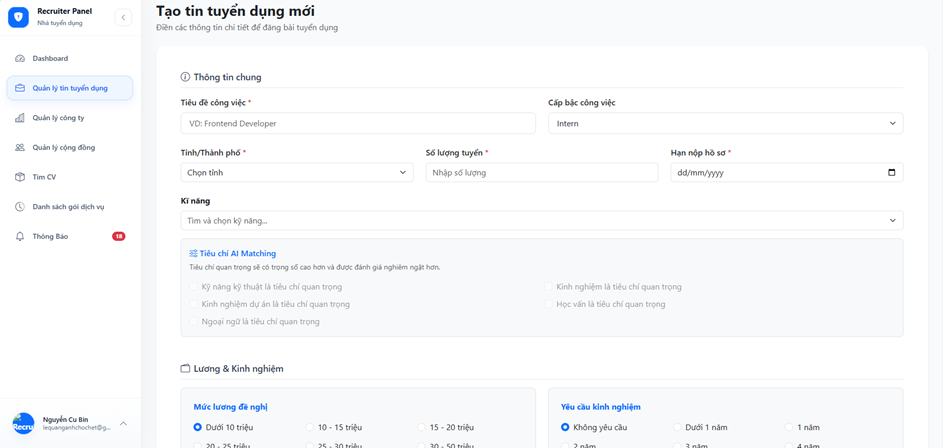 Recruiter Panel
Nhà tuyển dụng
Dashboard
Quản lý tin tuyển dụng
Quản lý công ty
Quản lý cộng đồng
Tìm CV
Danh sách gói dịch vụ
Thông Báo
18
Recru
Nguyễn Cu Bin
lequanganhchochet@g...
Tạo tin tuyển dụng mới
Điền các thông tin chi tiết để đăng bài tuyển dụng
Thông tin chung
Tiêu đề công việc *
VD: Frontend Developer
Cấp bậc công việc
Intern
Tỉnh/Thành phố *
Chọn tỉnh
Số lượng tuyển *
Nhập số lượng
Hạn nộp hồ sơ *
dd/mm/yyyy
Kĩ năng
Tìm và chọn kỹ năng...
Tiêu chí AI Matching
Tiêu chí quan trọng sẽ có trọng số cao hơn và được đánh giá nghiêm ngặt hơn.
Kỹ năng kỹ thuật là tiêu chí quan trọng
Kinh nghiệm là tiêu chí quan trọng
Kinh nghiệm dự án là tiêu chí quan trọng
Học vấn là tiêu chí quan trọng
Ngoại ngữ là tiêu chí quan trọng
Lương & Kinh nghiệm
Mức lương đề nghị
Dưới 10 triệu
10 - 15 triệu
15 - 20 triệu
20 - 25 triệu
25 - 30 triệu
30 - 50 triệu
Yêu cầu kinh nghiệm
Không yêu cầu
Dưới 1 năm
1 năm
2 năm
3 năm
4 năm